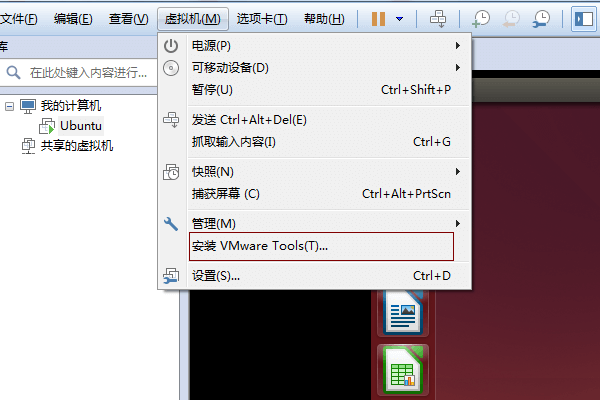 文件(F) 编辑(E) 查看(V) 虚拟机(M) 选项卡(T) 帮助(H)
库
在此处键入内容进行...
我的计算机
Ubuntu
共享的虚拟机
电源(P)
可移动设备(D)
暂停(U) Ctrl+Shift+P
发送 Ctrl+Alt+Del(E)
抓取输入内容(I) Ctrl+G
快照(N)
捕获屏幕 (C) Ctrl+Alt+PrtScn
管理(M)
安装 VMware Tools(T)...
设置(S)... Ctrl+D